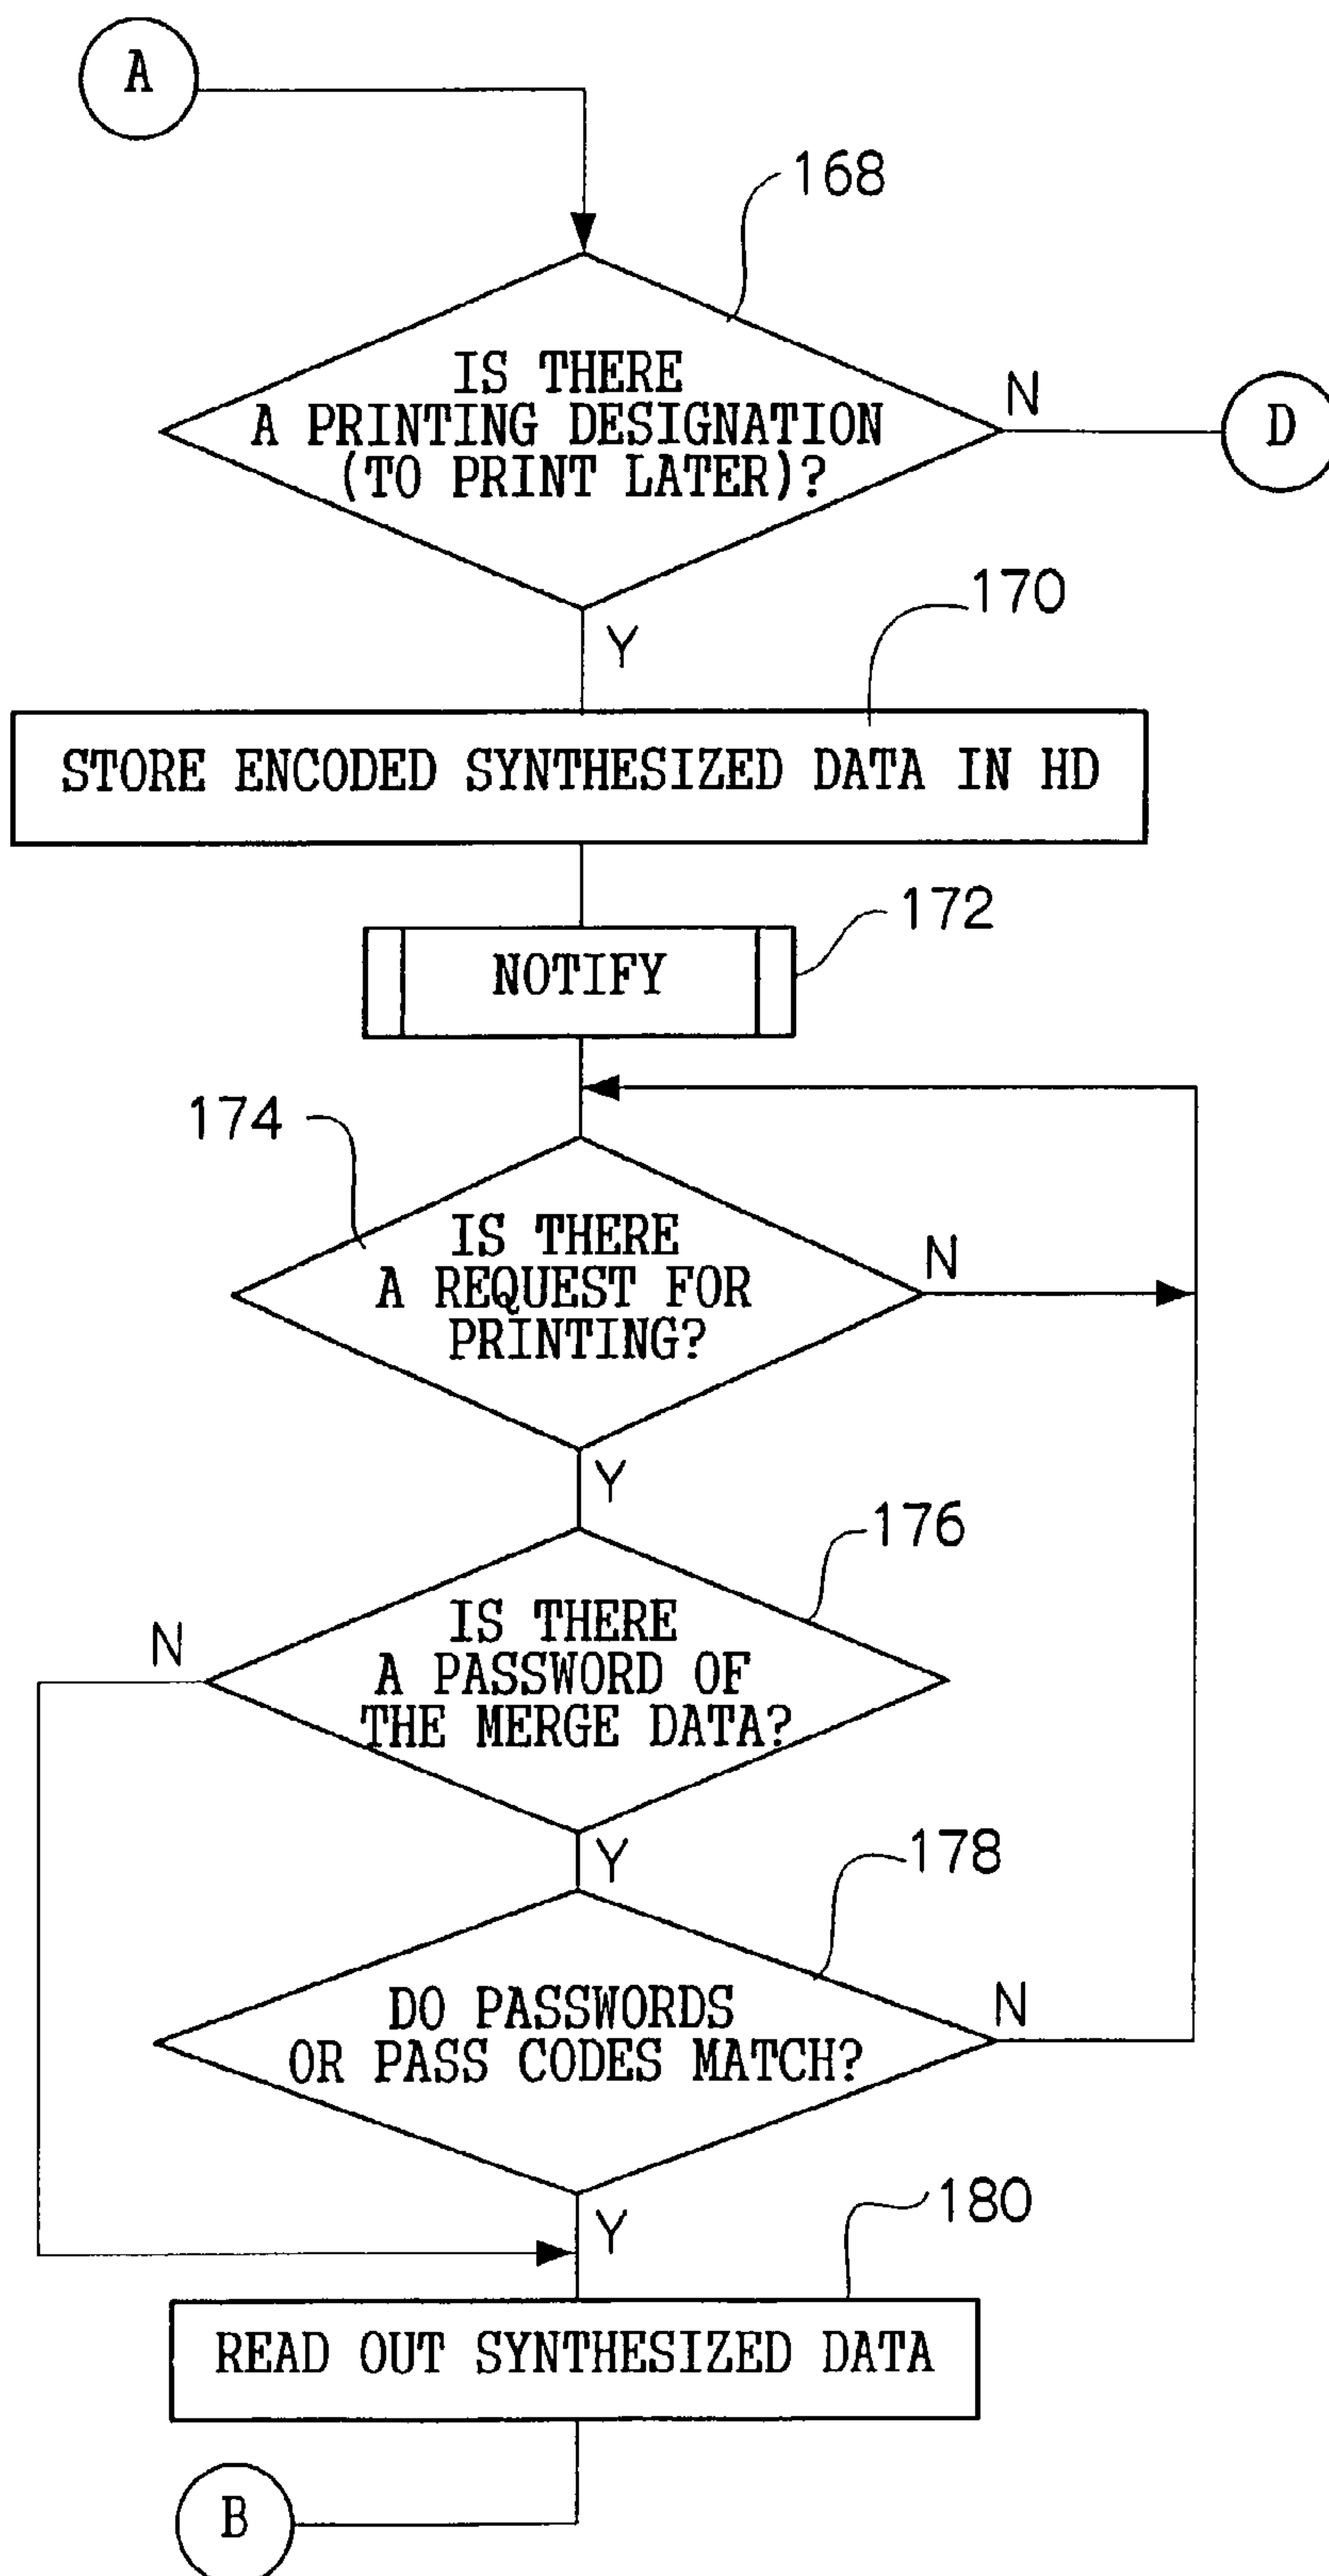 A
168
IS THERE
A PRINTING DESIGNATION
(TO PRINT LATER)?
N
D
Y
170
STORE ENCODED SYNTHESIZED DATA IN HD
172
NOTIFY
174
IS THERE
A REQUEST FOR
PRINTING?
N
Y
176
IS THERE
A PASSWORD OF
THE MERGE DATA?
N
Y
178
DO PASSWORDS
OR PASS CODES MATCH?
N
Y
180
READ OUT SYNTHESIZED DATA
B